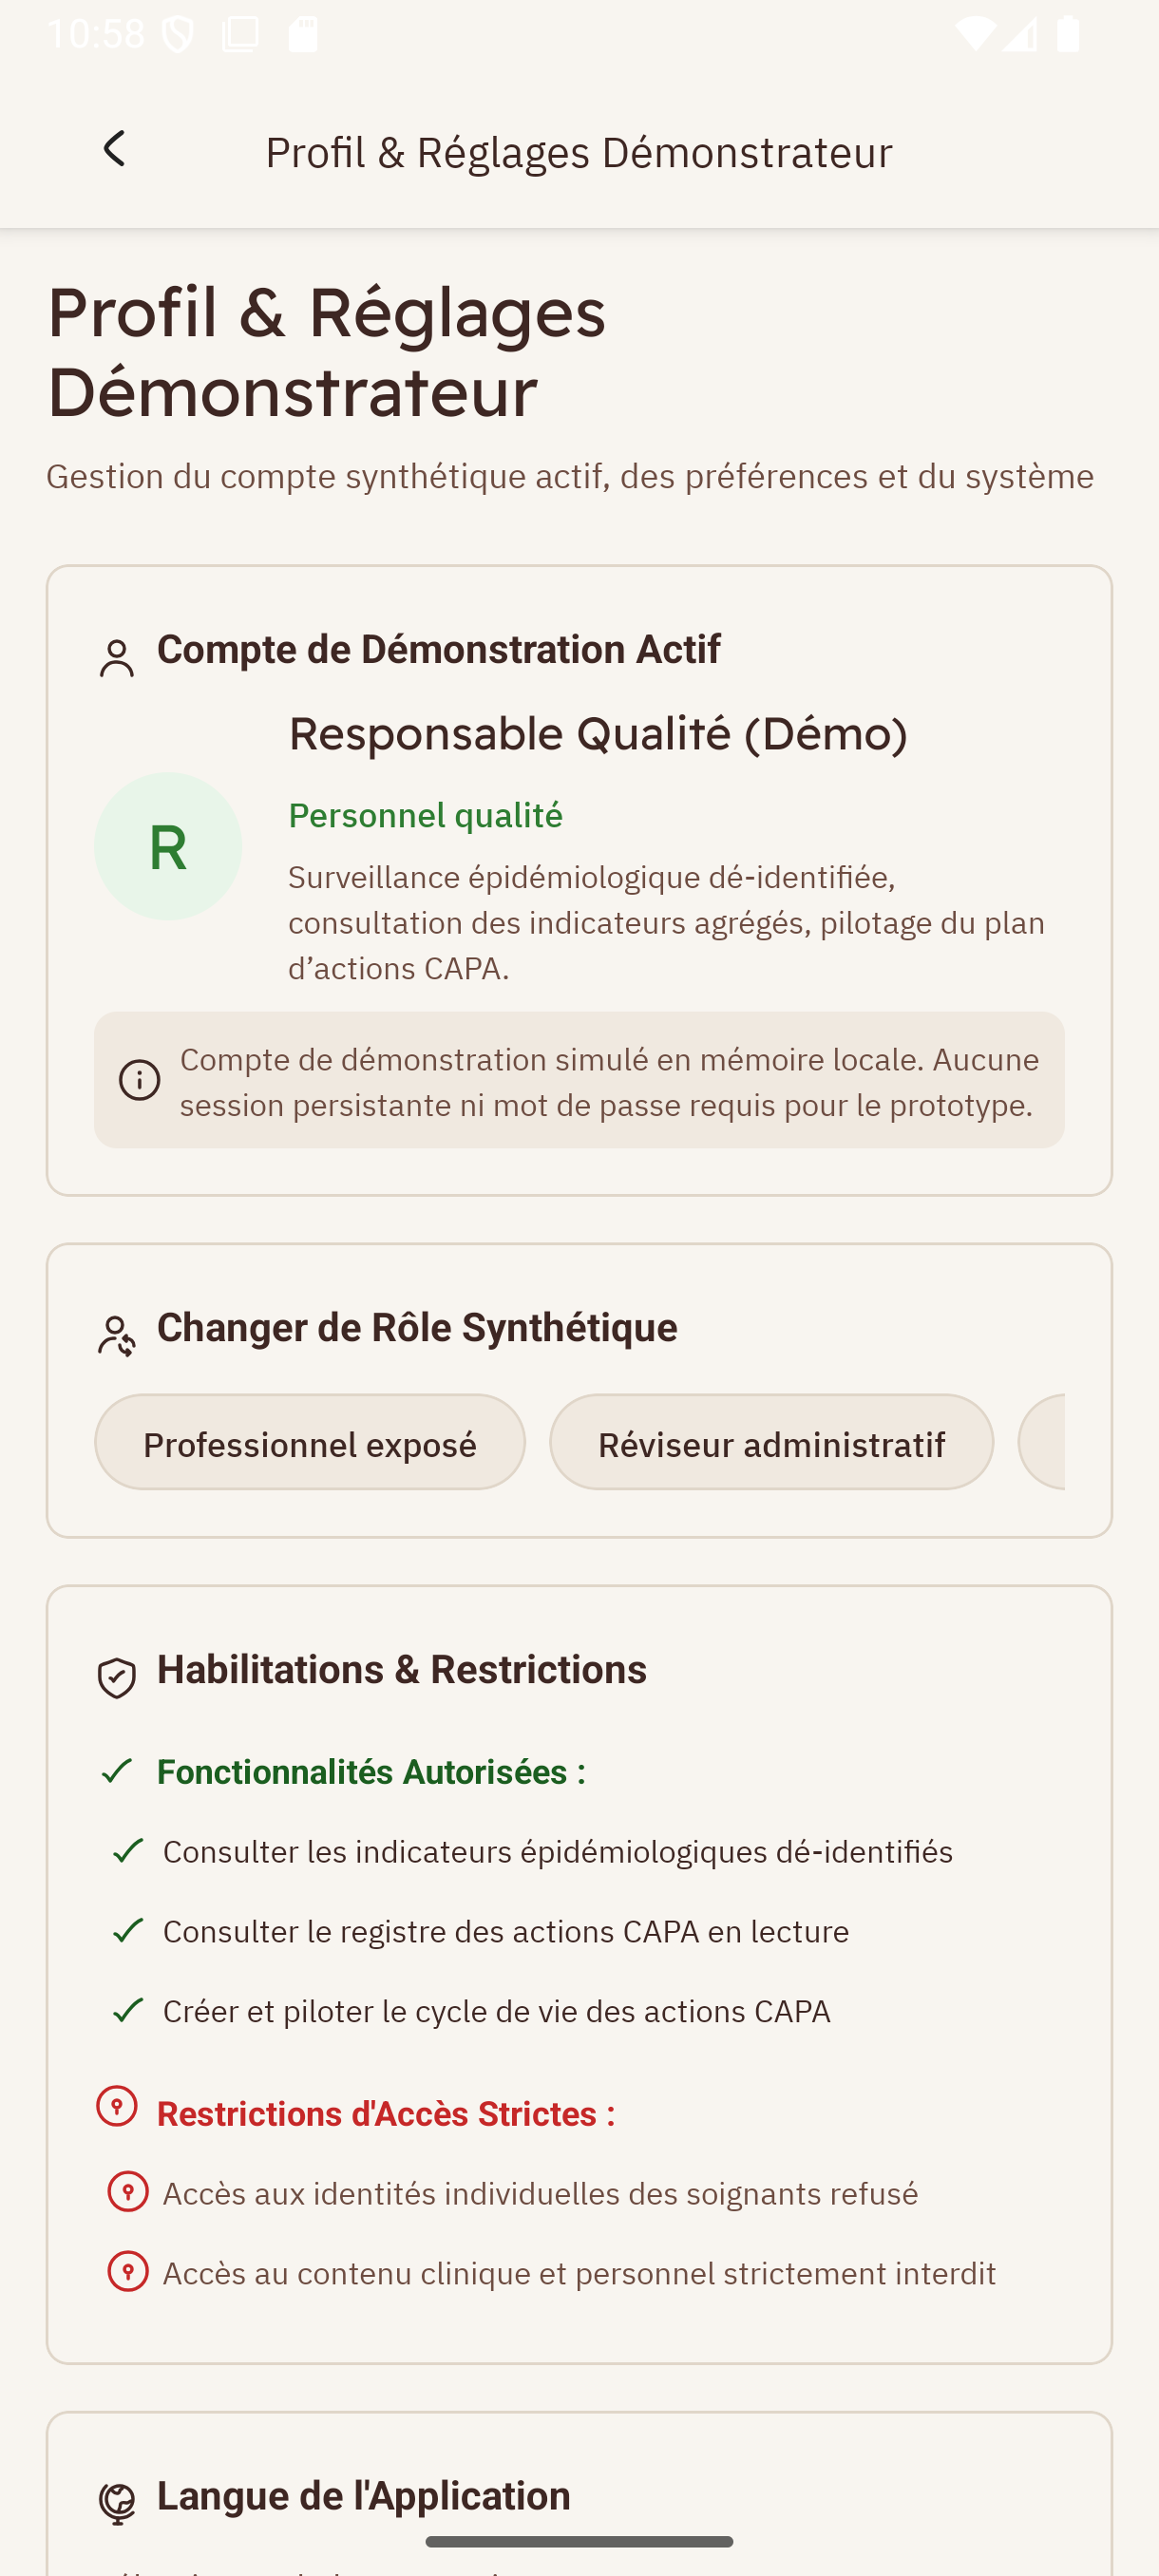 10:58
Profil & Réglages Démonstrateur
Profil & Réglages
Démonstrateur
Gestion du compte synthétique actif, des préférences et du système
Compte de Démonstration Actif
R
Responsable Qualité (Démo)
Personnel qualité
Surveillance épidémiologique dé-identifiée,
consultation des indicateurs agrégés, pilotage du plan
d’actions CAPA.
Compte de démonstration simulé en mémoire locale. Aucune
session persistante ni mot de passe requis pour le prototype.
Changer de Rôle Synthétique
Professionnel exposé
Réviseur administratif
Habilitations & Restrictions
Fonctionnalités Autorisées :
Consulter les indicateurs épidémiologiques dé-identifiés
Consulter le registre des actions CAPA en lecture
Créer et piloter le cycle de vie des actions CAPA
Restrictions d'Accès Strictes :
Accès aux identités individuelles des soignants refusé
Accès au contenu clinique et personnel strictement interdit
Langue de l'Application